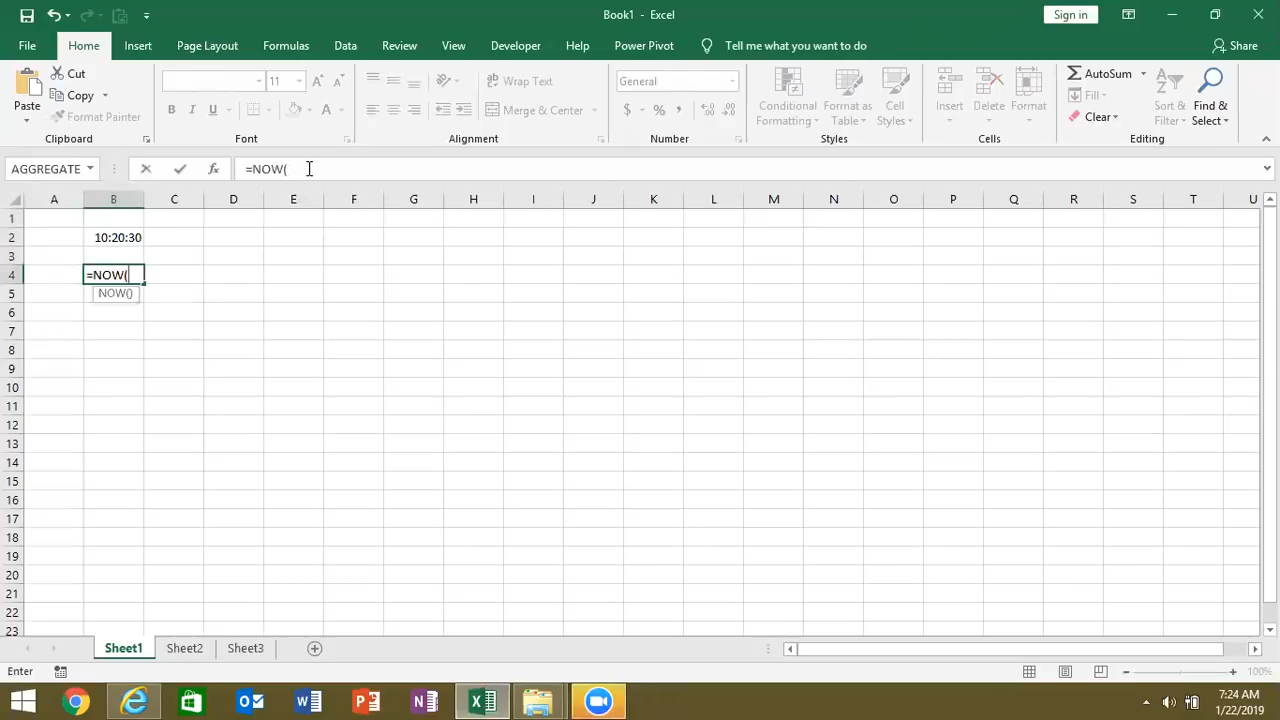 Book1 - Excel
Sign in
File Home Insert Page Layout Formulas Data Review View Developer Help Power Pivot Tell me what you want to do Share
Paste
Cut
Copy
Format Painter
Clipboard
11
B I U
Font
Wrap Text
Merge & Center
Alignment
General
$ %
Number
Conditional Formatting
Format as Table
Cell Styles
Styles
Insert
Delete
Format
Cells
AutoSum
Fill
Clear
Sort & Filter
Find & Select
Editing
AGGREGATE
fx
=NOW(
A B C D E F G H I J K L M N O P Q R S T U
1
2 10:20:30
3
4 =NOW(
5 NOW()
6
7
8
9
10
11
12
13
14
15
16
17
18
19
20
21
22
23
Sheet1 Sheet2 Sheet3
Enter
100%
7:24 AM
1/22/2019